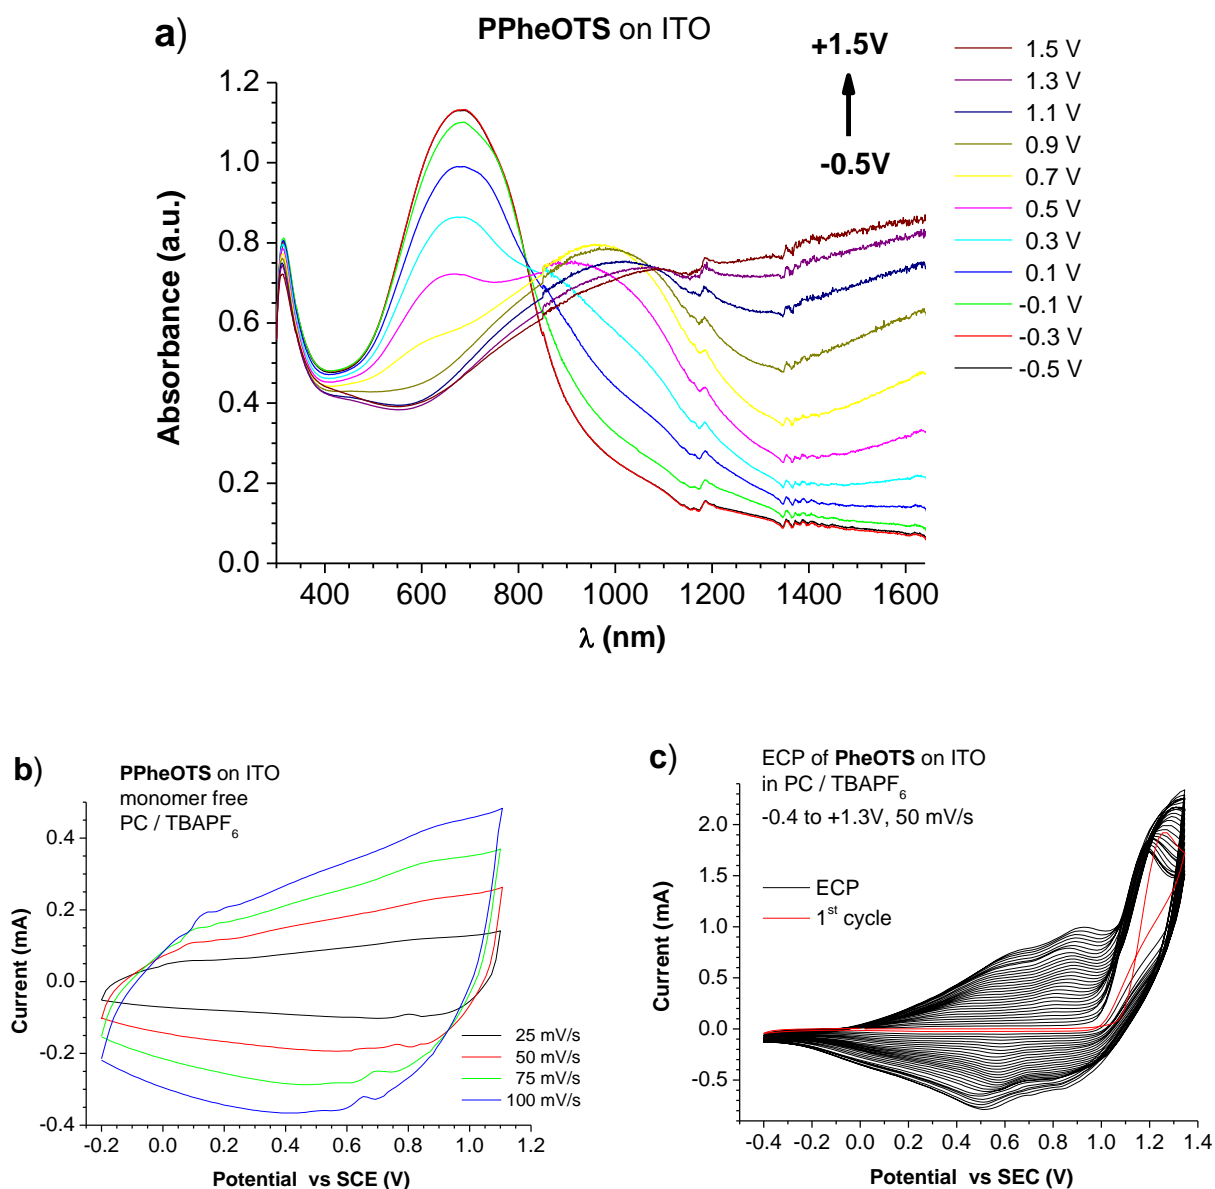 a)
PPheOTS on ITO
+1.5V
-0.5V
1.5 V
1.3 V
1.1 V
0.9 V
0.7 V
0.5 V
0.3 V
0.1 V
-0.1 V
-0.3 V
-0.5 V
1.2
1.0
0.8
0.6
0.4
0.2
0.0
Absorbance (a.u.)
400 600 800 1000 1200 1400 1600
λ (nm)
b)
PPheOTS on ITO
monomer free
PC / TBAPF₆
0.4
0.2
0.0
-0.2
-0.4
Current (mA)
25 mV/s
50 mV/s
75 mV/s
100 mV/s
-0.2 0.0 0.2 0.4 0.6 0.8 1.0 1.2
Potential vs SCE (V)
c)
ECP of PheOTS on ITO
in PC / TBAPF₆
-0.4 to +1.3V, 50 mV/s
ECP
1st cycle
2.0
1.5
1.0
0.5
0.0
-0.5
Current (mA)
-0.4 -0.2 0.0 0.2 0.4 0.6 0.8 1.0 1.2 1.4
Potential vs SEC (V)